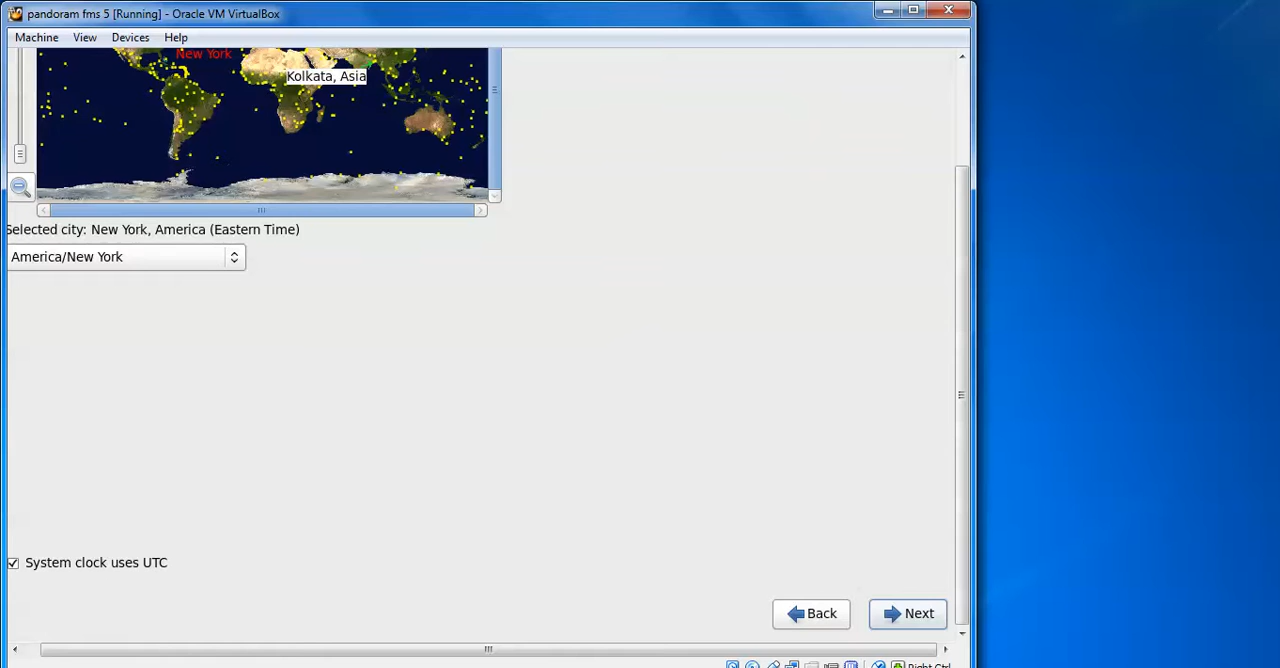 pandoram fms 5 [Running] - Oracle VM VirtualBox
Machine View Devices Help
New York
Kolkata, Asia
Selected city: New York, America (Eastern Time)
America/New York
System clock uses UTC
Back Next
Right Ctrl